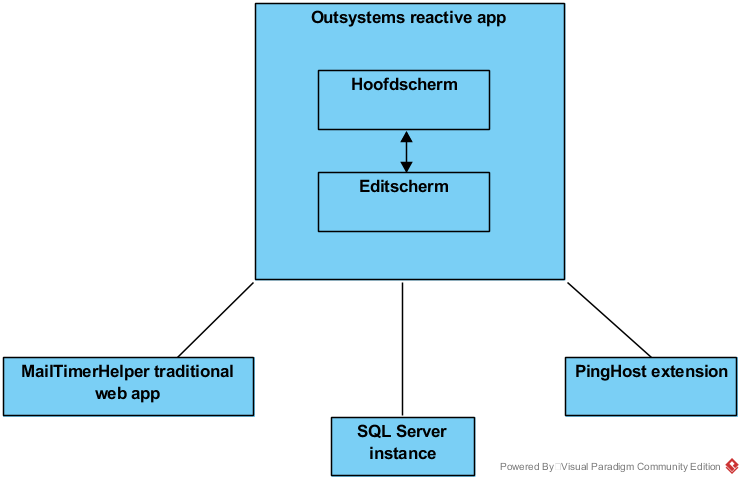 Outsystems reactive app
Hoofdscherm
Editscherm
MailTimerHelper traditional
web app
PingHost extension
SQL Server
instance
Powered By Visual Paradigm Community Edition